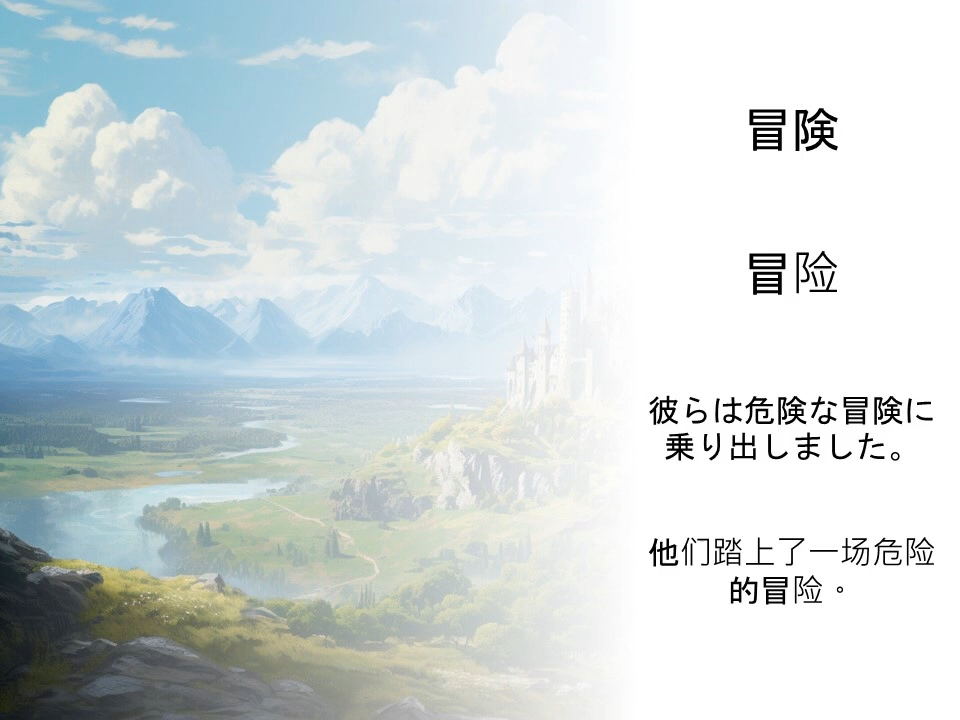 冒険
冒险
彼らは危険な冒険に
乗り出しました。
他们踏上了一场危险
的冒险。